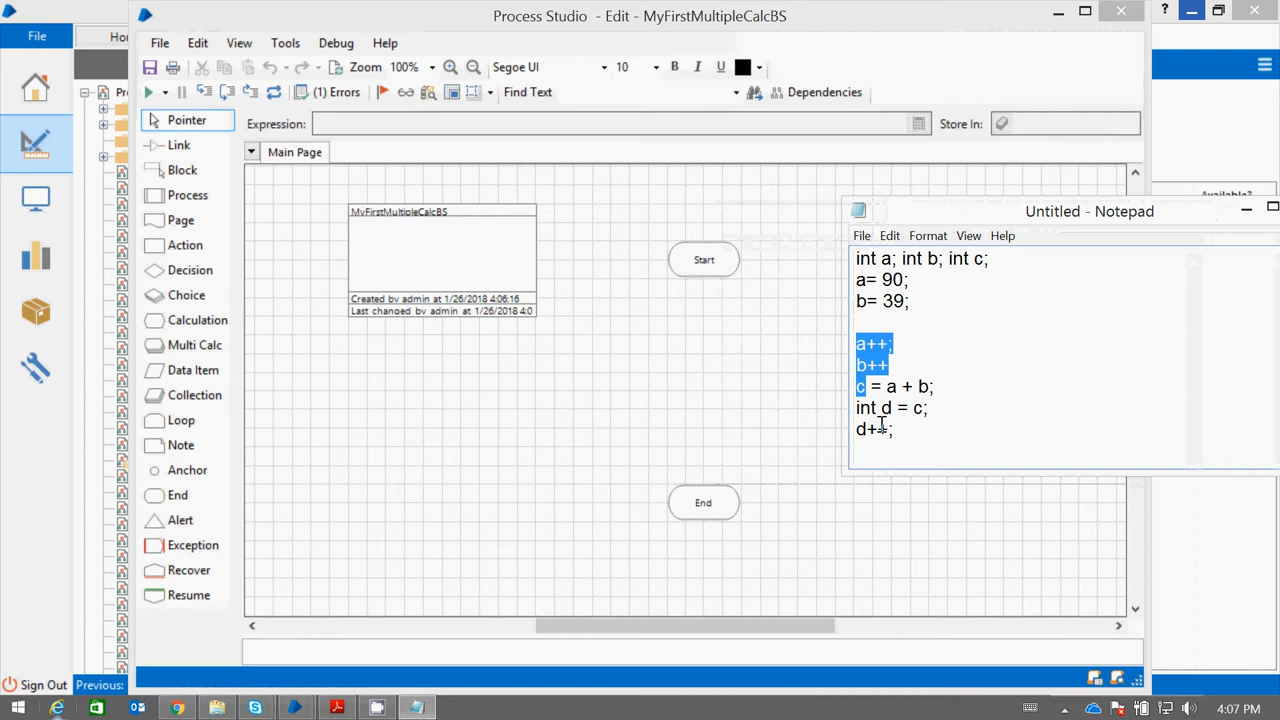 Process Studio - Edit - MyFirstMultipleCalcBS
File
Ho
File Edit View Tools Debug Help
Zoom 100% Segoe UI 10 B I U
(1) Errors Find Text Dependencies
Pointer
Expression:
Store In:
Link
Main Page
Block
Process
Page
Action
Decision
Choice
Calculation
Multi Calc
Data Item
Collection
Loop
Note
Anchor
End
Alert
Exception
Recover
Resume
MyFirstMultipleCalcBS
Created by admin at 1/26/2018 4:06:16
Last changed by admin at 1/26/2018 4:0
Start
End
Available?
Untitled - Notepad
File Edit Format View Help
int a; int b; int c;
a= 90;
b= 39;
a++;
b++
c = a + b;
int d = c;
d++;
Sign Out
Previous:
4:07 PM